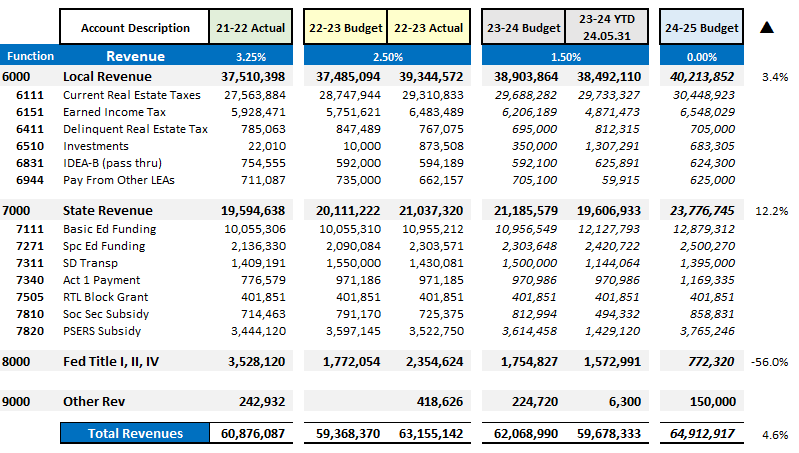 Account Description 21-22 Actual 22-23 Budget 22-23 Actual 23-24 Budget 23-24 YTD 24.05.31 24-25 Budget ▲
Function Revenue 3.25% 2.50% 1.50% 0.00%
6000 Local Revenue 37,510,398 37,485,094 39,344,572 38,903,864 38,492,110 40,213,852 3.4%
6111 Current Real Estate Taxes 27,563,884 28,747,944 29,310,833 29,688,282 29,733,327 30,448,923
6151 Earned Income Tax 5,928,471 5,751,621 6,483,489 6,206,189 4,871,473 6,548,029
6411 Delinquent Real Estate Tax 785,063 847,489 767,075 695,000 812,315 705,000
6510 Investments 22,010 10,000 873,508 350,000 1,307,291 683,305
6831 IDEA-B (pass thru) 754,555 592,000 594,189 592,100 625,891 624,300
6944 Pay From Other LEAs 711,087 735,000 662,157 705,100 59,915 625,000
7000 State Revenue 19,594,638 20,111,222 21,037,320 21,185,579 19,606,933 23,776,745 12.2%
7111 Basic Ed Funding 10,055,306 10,055,310 10,955,212 10,956,549 12,127,793 12,879,312
7271 Spc Ed Funding 2,136,330 2,090,084 2,303,571 2,303,648 2,420,722 2,500,270
7311 SD Transp 1,409,191 1,550,000 1,430,081 1,500,000 1,144,064 1,395,000
7340 Act 1 Payment 776,579 971,186 971,185 970,986 970,986 1,169,335
7505 RTL Block Grant 401,851 401,851 401,851 401,851 401,851 401,851
7810 Soc Sec Subsidy 714,463 791,170 725,375 812,994 494,332 858,831
7820 PSERS Subsidy 3,444,120 3,597,145 3,522,750 3,614,458 1,429,120 3,765,246
8000 Fed Title I, II, IV 3,528,120 1,772,054 2,354,624 1,754,827 1,572,991 772,320 -56.0%
9000 Other Rev 242,932 418,626 224,720 6,300 150,000
Total Revenues 60,876,087 59,368,370 63,155,142 62,068,990 59,678,333 64,912,917 4.6%